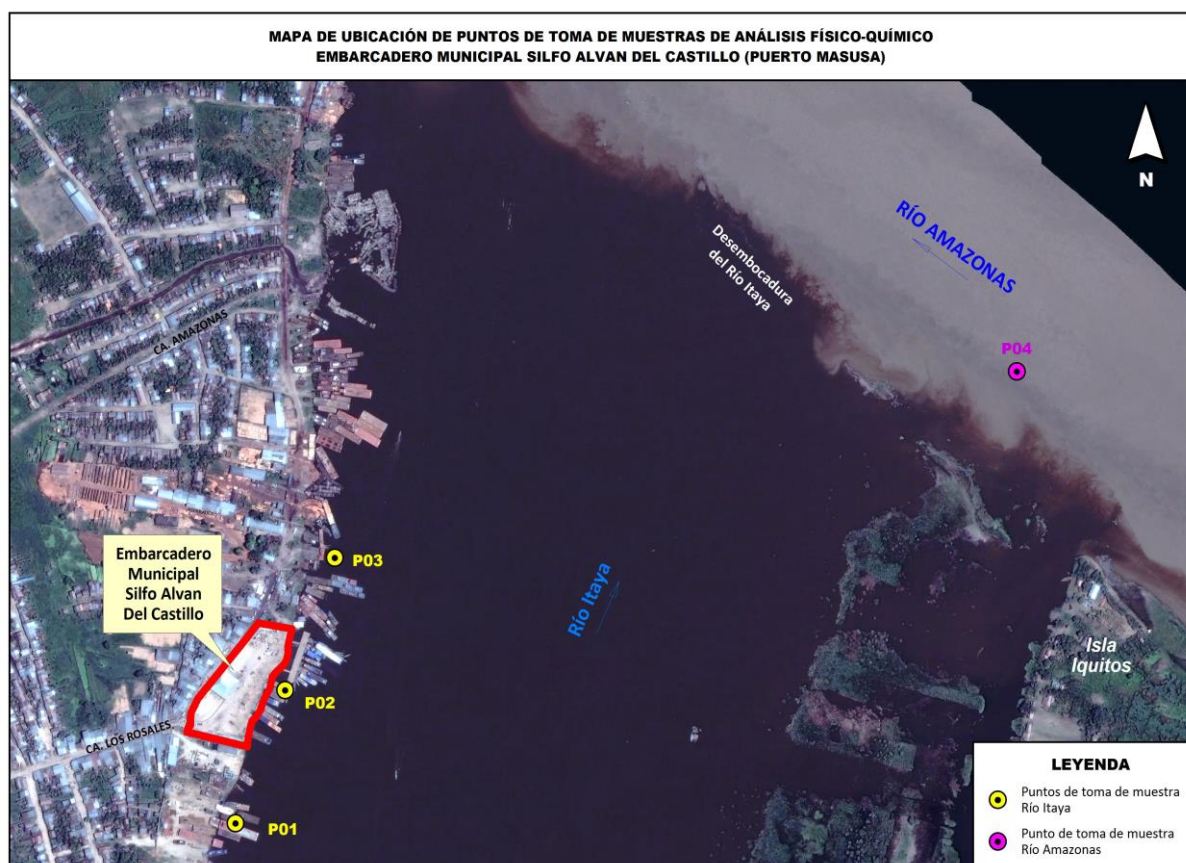 MAPA DE UBICACIÓN DE PUNTOS DE TOMA DE MUESTRAS DE ANÁLISIS FÍSICO-QUÍMICO
EMBARCADERO MUNICIPAL SILFO ALVAN DEL CASTILLO (PUERTO MASUSA)
N
RÍO AMAZONAS
Desembocadura
del Río Itaya
CA. AMAZONAS
P04
P03
Embarcadero
Municipal
Silfo Alvan
Del Castillo
Río Itaya
Isla
Iquitos
P02
CA. LOS ROSALES
P01
LEYENDA
Puntos de toma de muestra
Río Itaya
Punto de toma de muestra
Río Amazonas